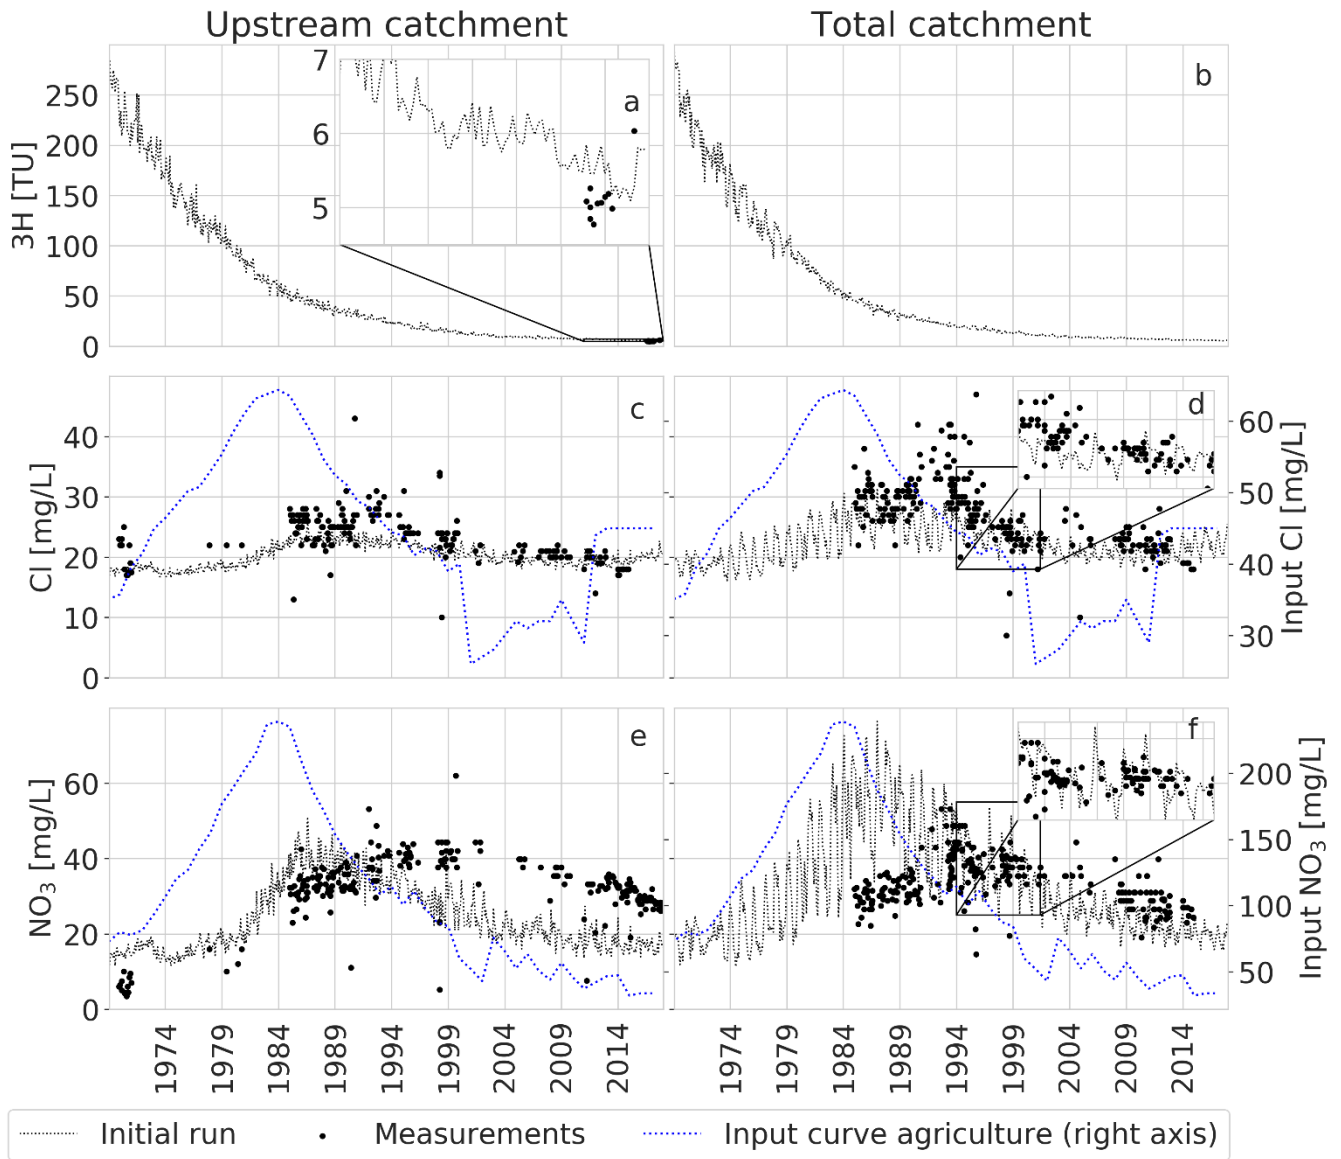 Upstream catchment
Total catchment
3H [TU]
250
200
150
100
50
0
7
6
5
a
b
Cl [mg/L]
40
30
20
10
0
c
d
60
50
40
30
Input Cl [mg/L]
NO3 [mg/L]
60
40
20
0
e
f
200
150
100
50
Input NO3 [mg/L]
1974
1979
1984
1989
1994
1999
2004
2009
2014
1974
1979
1984
1989
1994
1999
2004
2009
2014
Initial run
Measurements
Input curve agriculture (right axis)